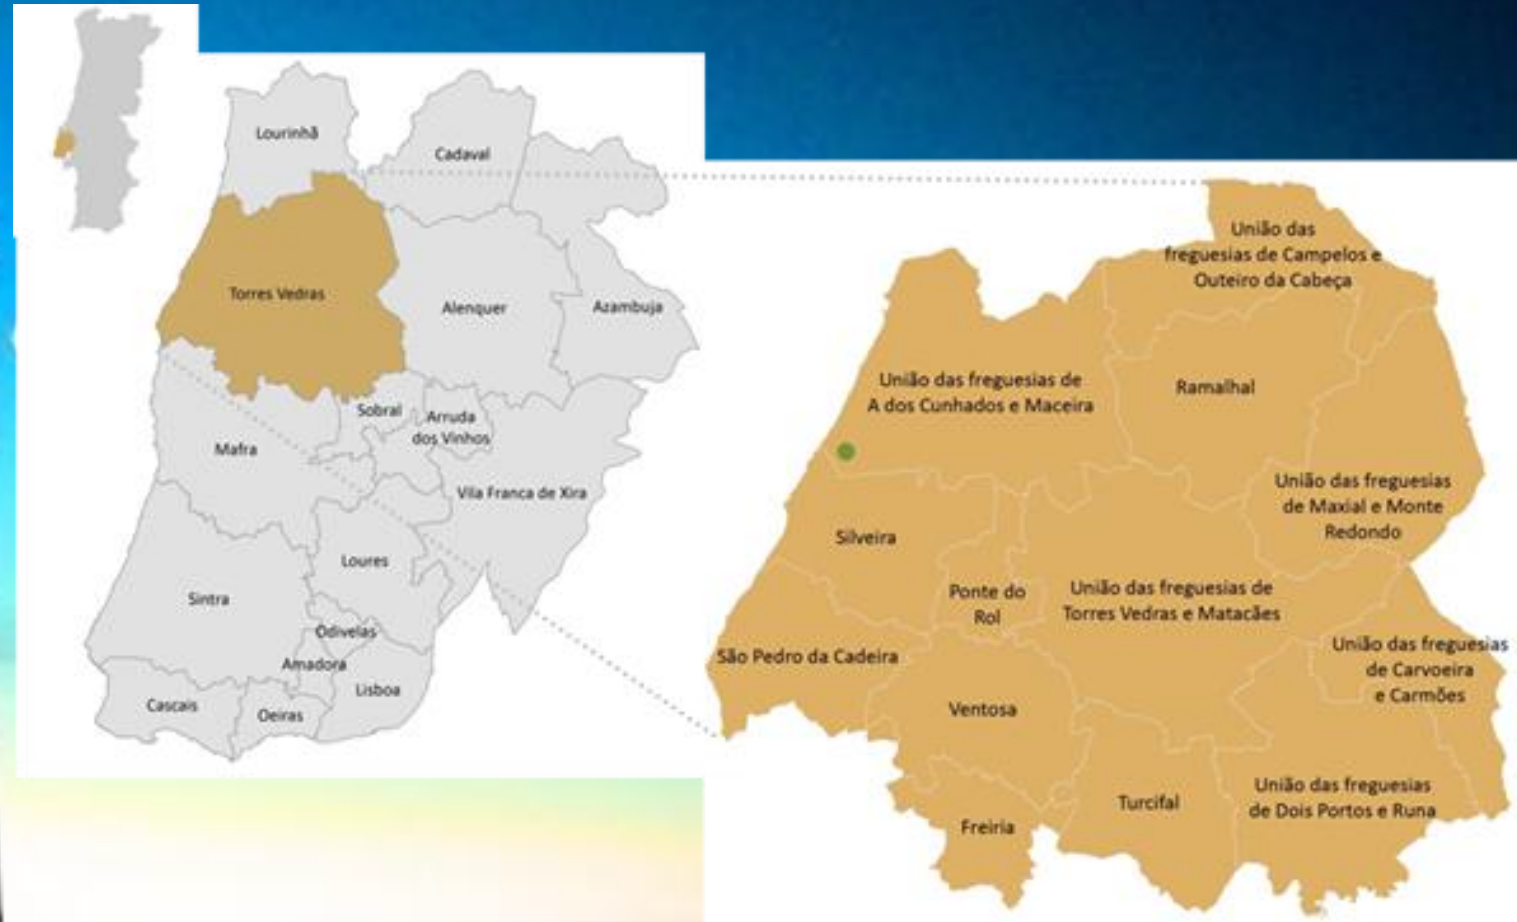 Lourinhã
Cadaval
Torres Vedras
Alenquer
Azambuja
Sobral
Arruda
dos Vinhos
Mafra
Vila Franca de Xira
Loures
Sintra
Odivelas
Amadora
Lisboa
Cascais
Oeiras
União das
freguesias de Campelos e
Outeiro da Cabeça
União das freguesias de
A dos Cunhados e Maceira
Ramalhal
União das freguesias
de Maxial e Monte
Redondo
Silveira
Ponte do
Rol
União das freguesias de
Torres Vedras e Matacães
São Pedro da Cadeira
União das freguesias
de Carvoeira
e Carmões
Ventosa
Turcifal
União das freguesias
de Dois Portos e Runa
Freiria